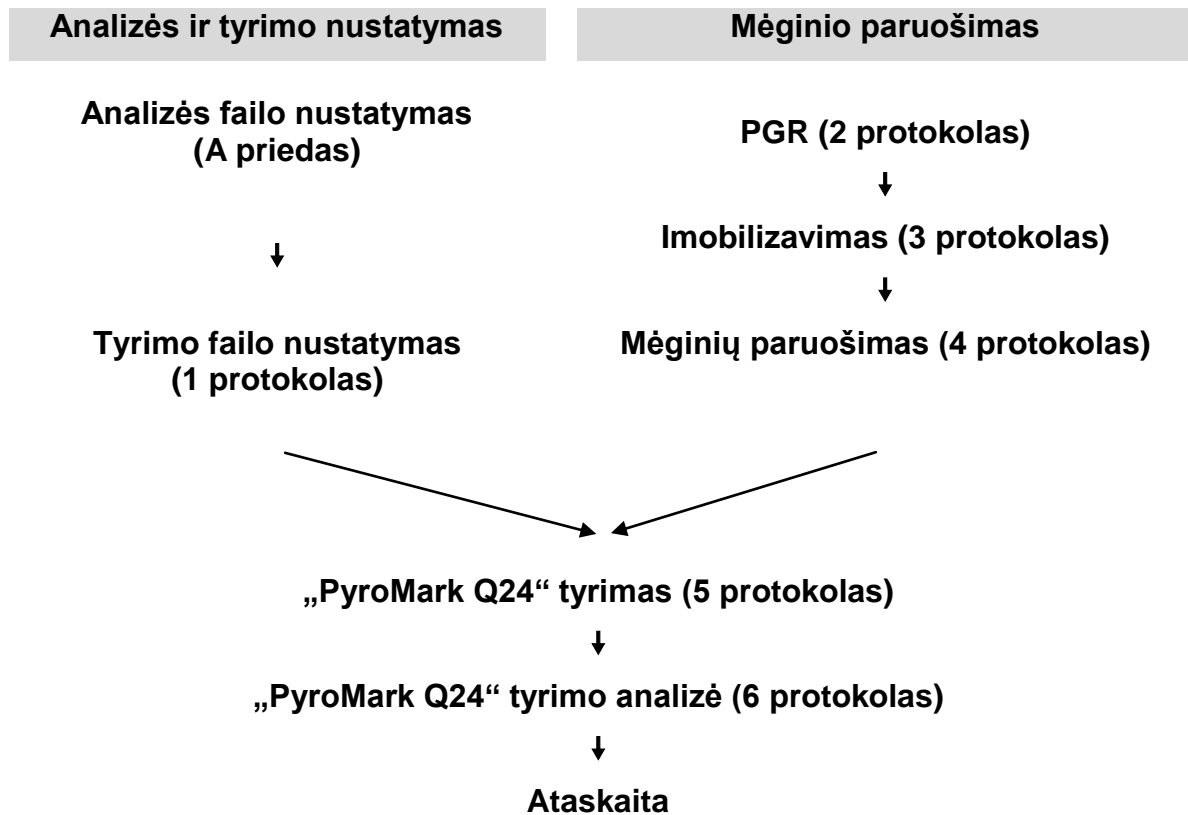 Analizės ir tyrimo nustatymas
Mėginio paruošimas
Analizės failo nustatymas
(A priedas)
PGR (2 protokolas)
Imobilizavimas (3 protokolas)
Tyrimo failo nustatymas
(1 protokolas)
Mėginių paruošimas (4 protokolas)
„PyroMark Q24“ tyrimas (5 protokolas)
„PyroMark Q24“ tyrimo analizė (6 protokolas)
Ataskaita